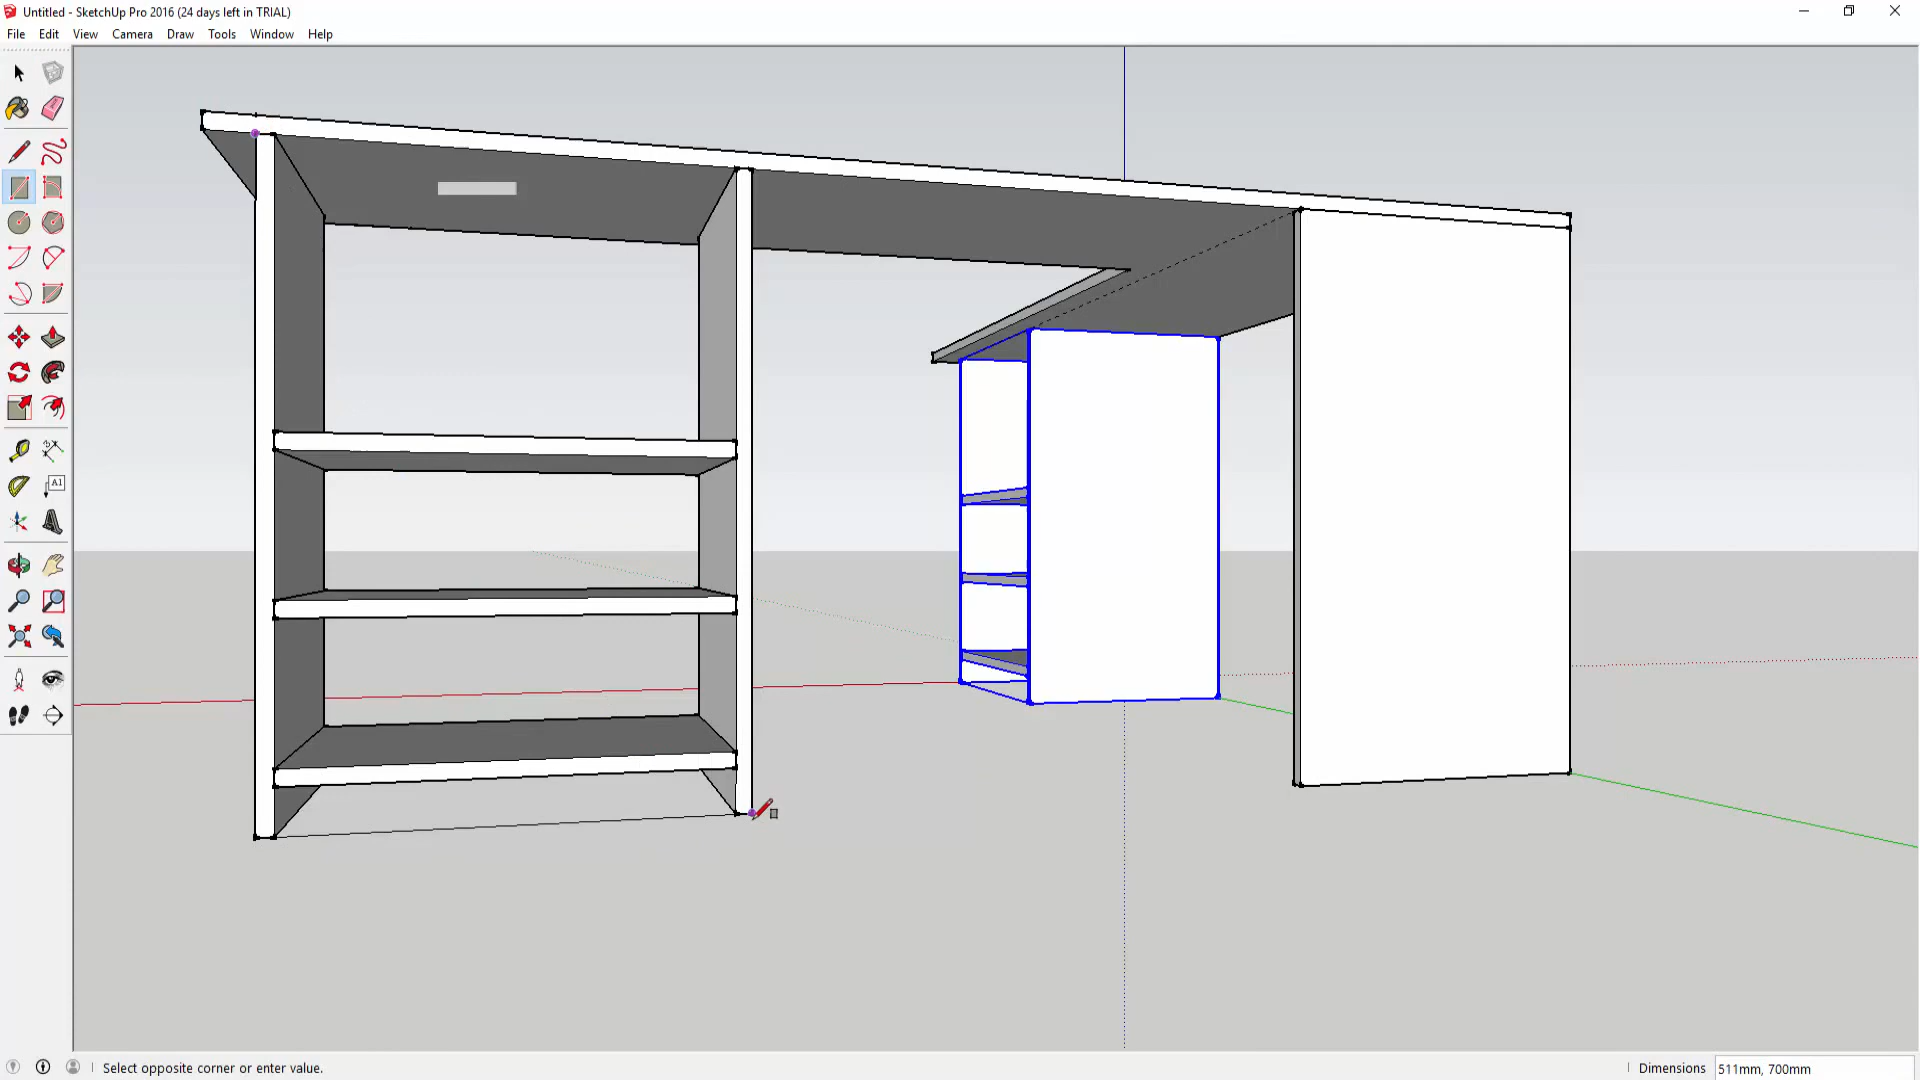 Untitled - SketchUp Pro 2016 (24 days left in TRIAL)
File Edit View Camera Draw Tools Window Help
A1
Select opposite corner or enter value.
Dimensions 511mm, 700mm